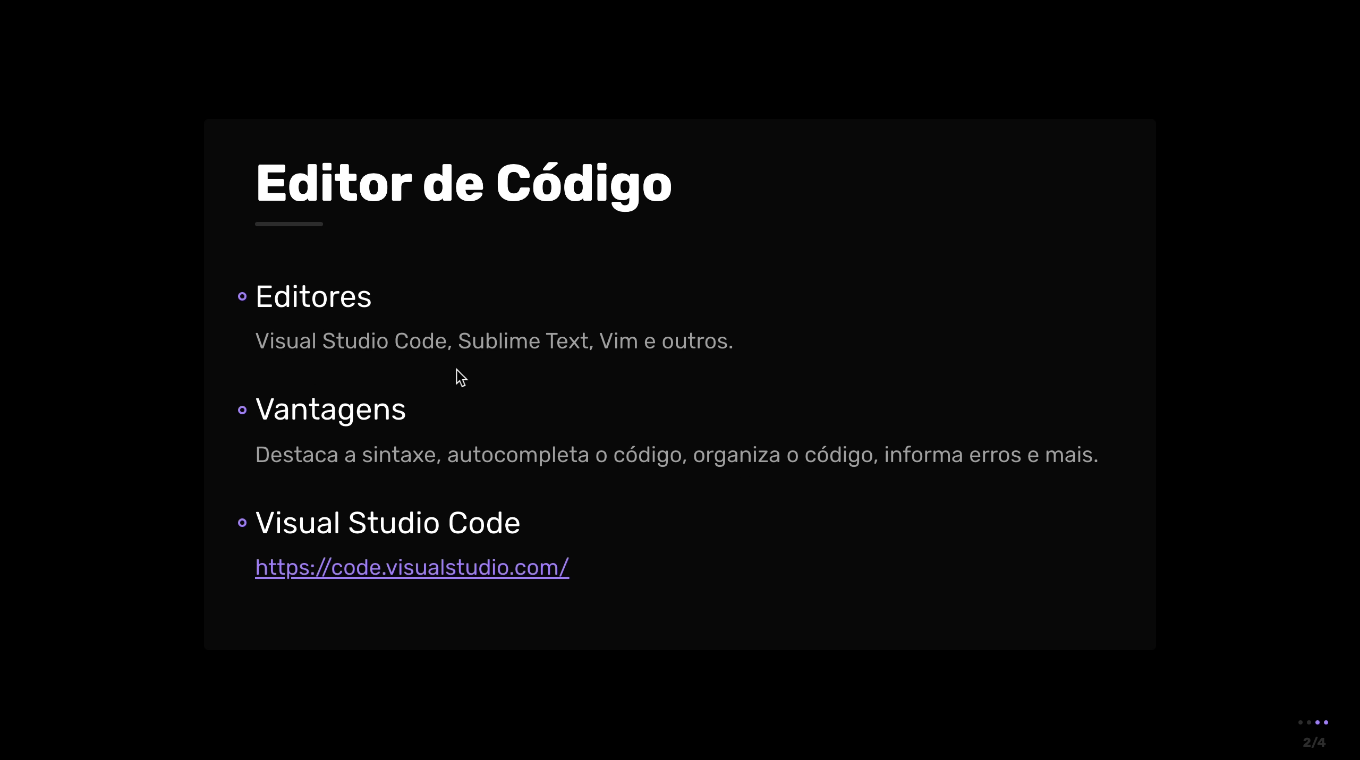 Editor de Código
Editores
Visual Studio Code, Sublime Text, Vim e outros.
Vantagens
Destaca a sintaxe, autocompleta o código, organiza o código, informa erros e mais.
Visual Studio Code
https://code.visualstudio.com/
2/4